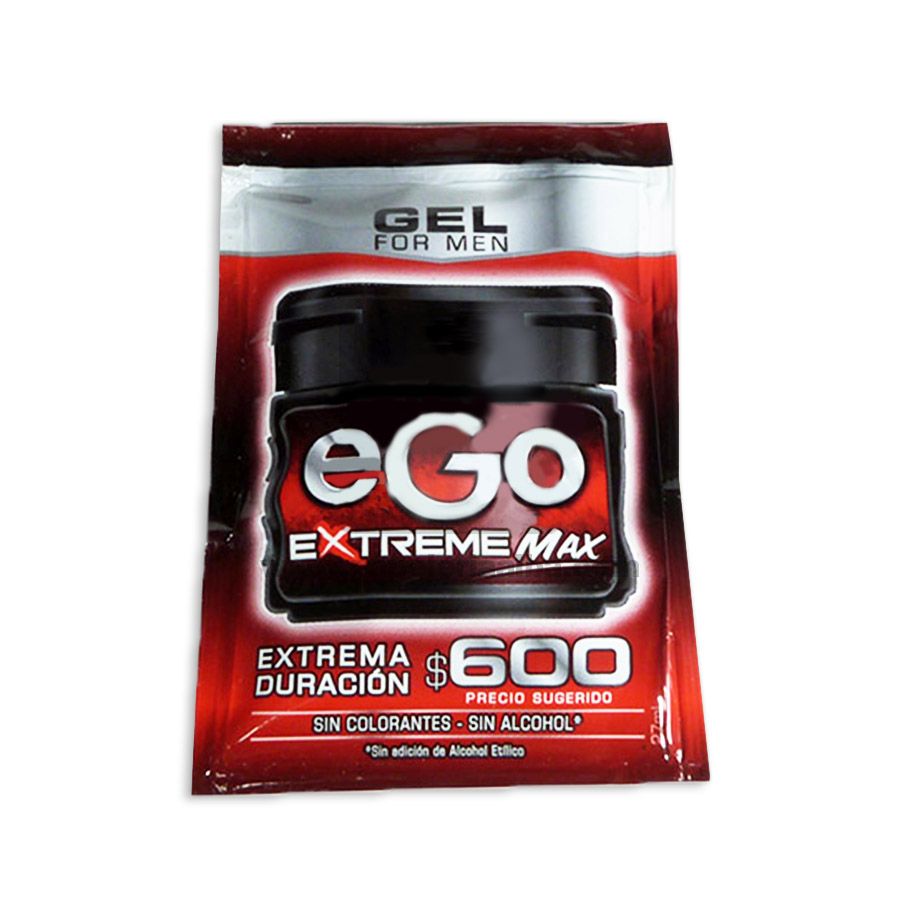 GEL
FOR MEN
eGo
EXTREME MAX
EXTREMA
DURACIÓN
$600
PRECIO SUGERIDO
SIN COLORANTES - SIN ALCOHOL*
*Sin adición de Alcohol Etílico
27ml